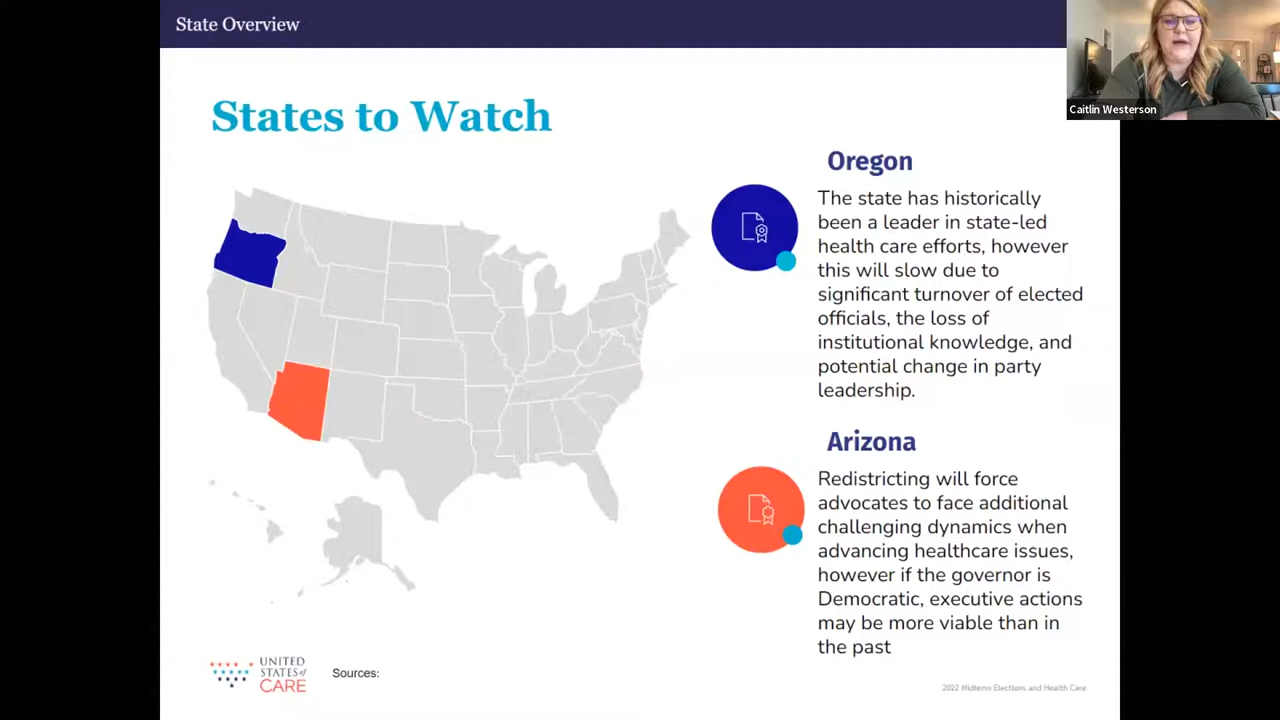 State Overview
Caitlin Westerson
States to Watch
Oregon
The state has historically
been a leader in state-led
health care efforts, however
this will slow due to
significant turnover of elected
officials, the loss of
institutional knowledge, and
potential change in party
leadership.
Arizona
Redistricting will force
advocates to face additional
challenging dynamics when
advancing healthcare issues,
however if the governor is
Democratic, executive actions
may be more viable than in
the past
UNITED
STATES of
CARE
Sources:
2022 Midterm Elections and Health Care